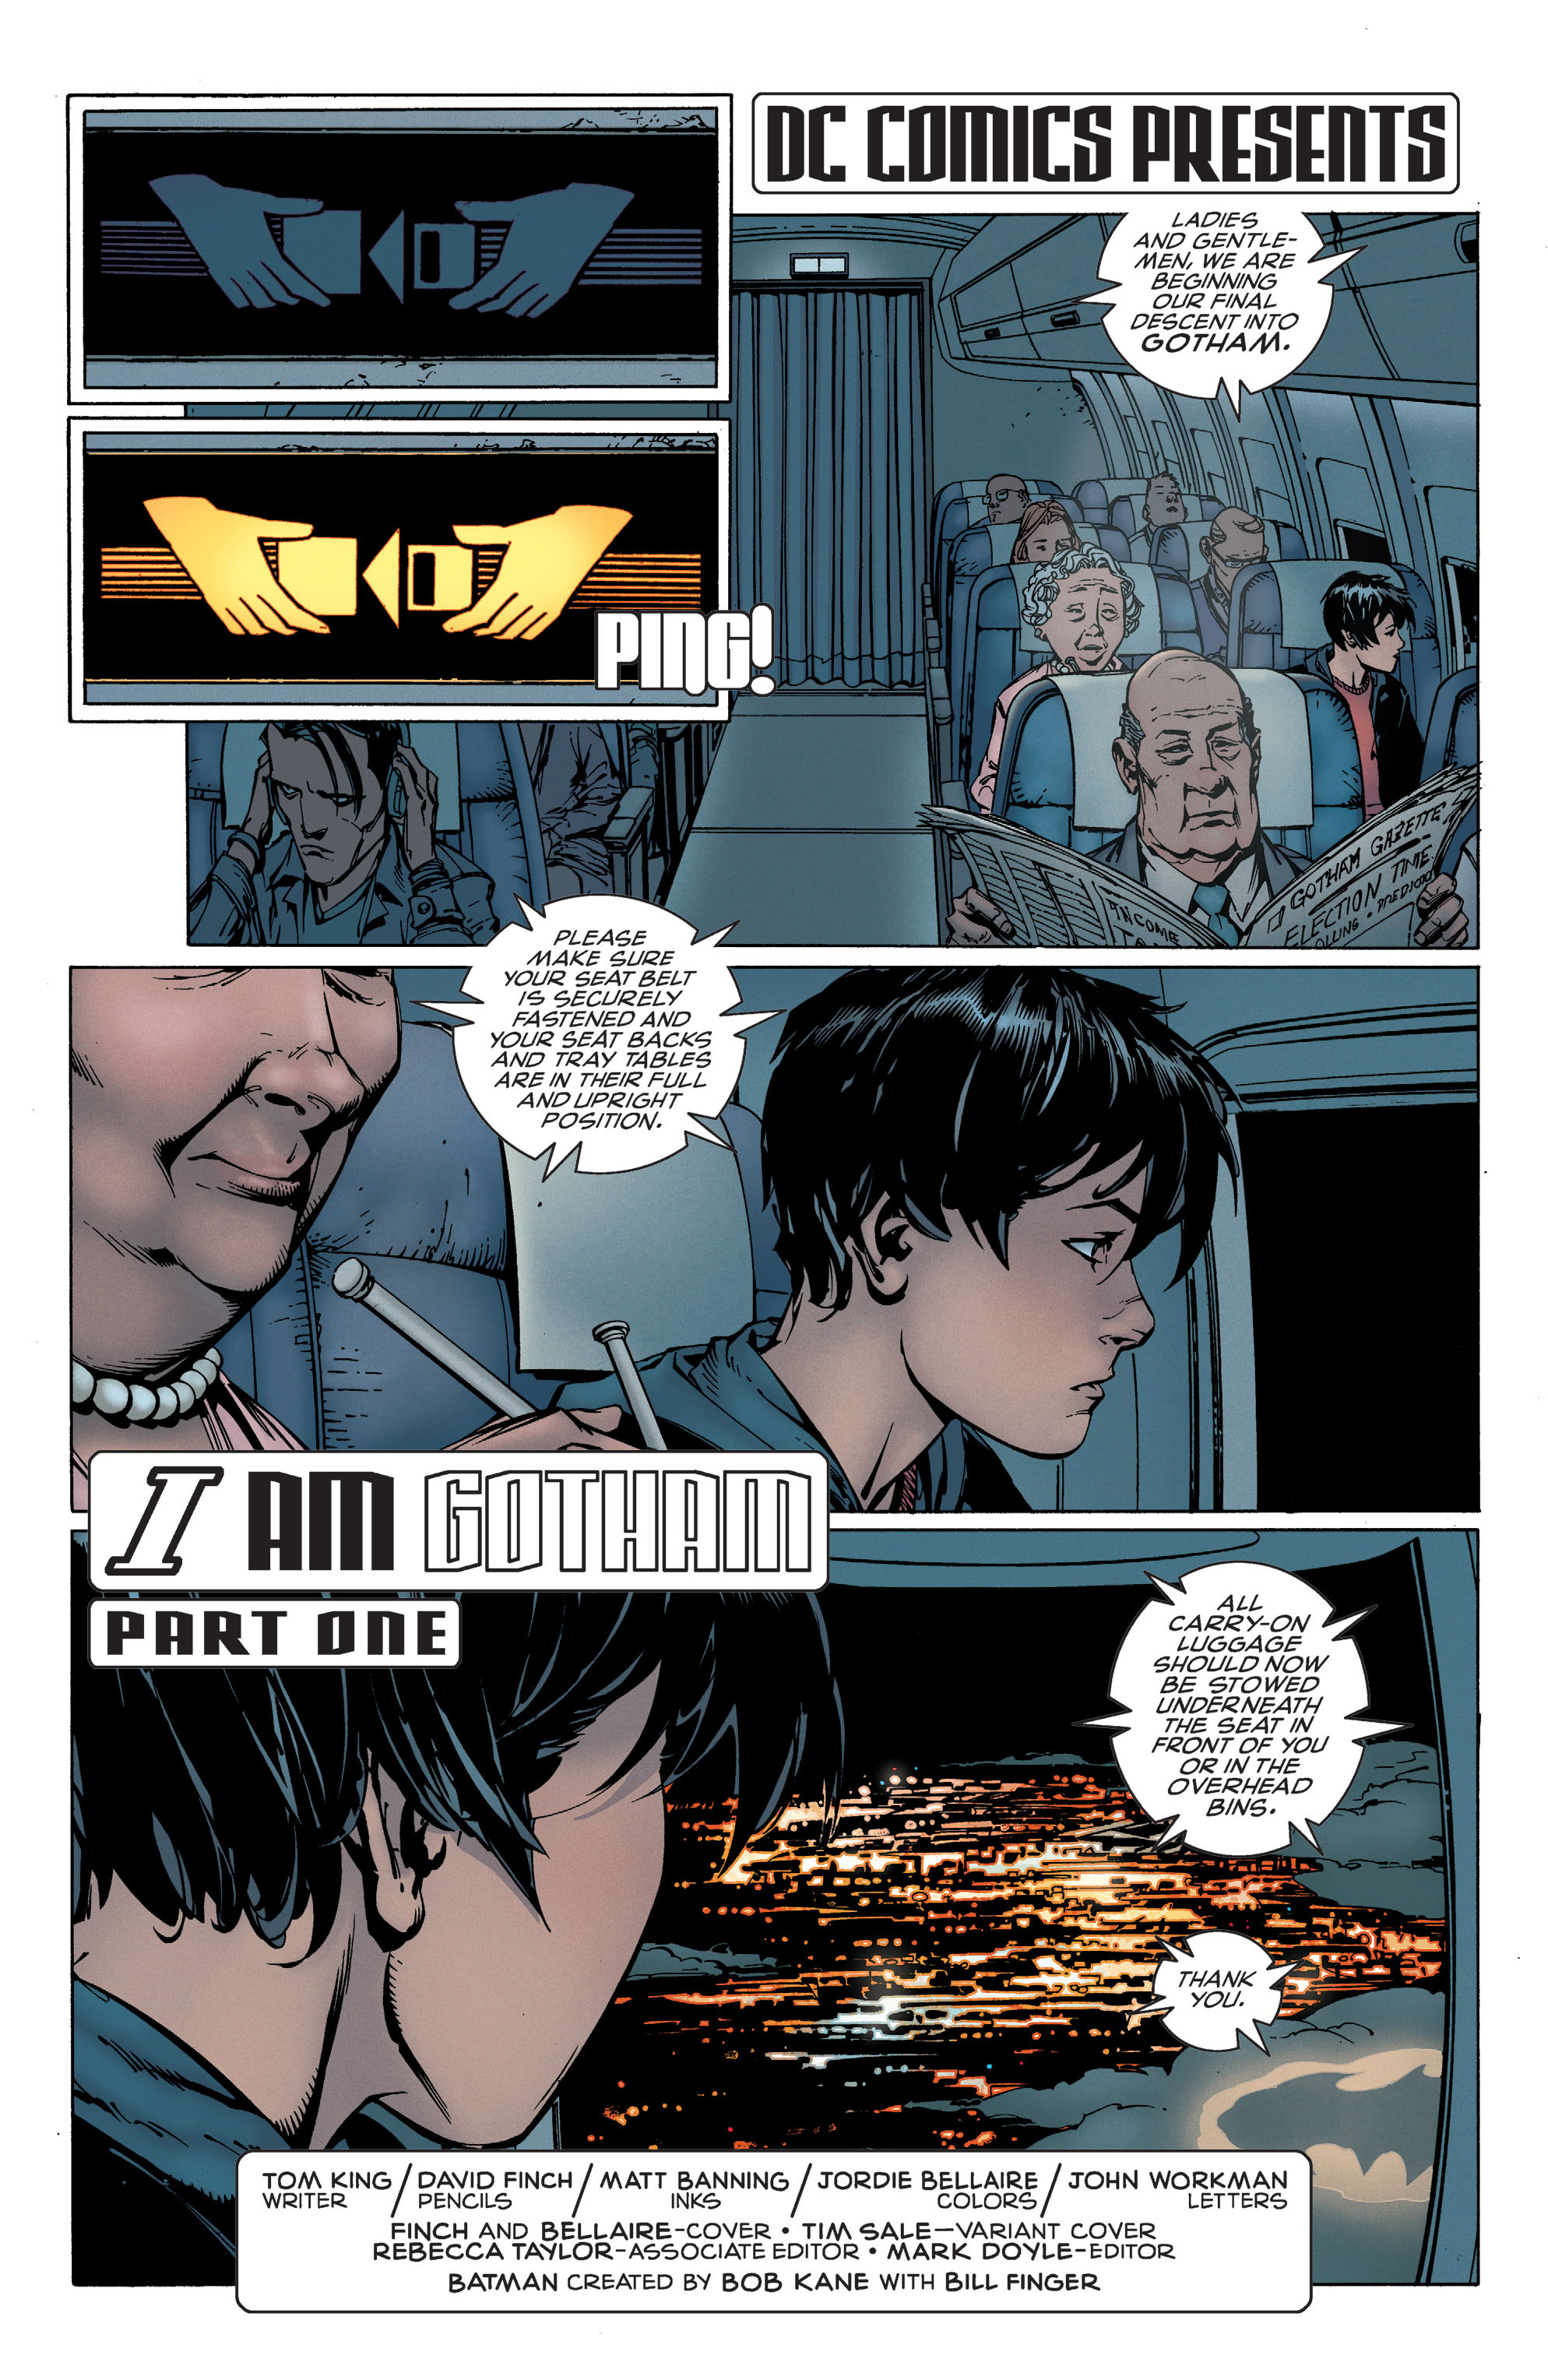 DC COMICS PRESENTS
LADIES
AND GENTLE-
MEN, WE ARE
BEGINNING
OUR FINAL
DESCENT INTO
GOTHAM.
PING!
GOTHAM GAZETTE
ELECTION TIME
INCOME
PLEASE
MAKE SURE
YOUR SEAT BELT
IS SECURELY
FASTENED AND
YOUR SEAT BACKS
AND TRAY TABLES
ARE IN THEIR FULL
AND UPRIGHT
POSITION.
I AM GOTHAM
PART ONE
ALL
CARRY-ON
LUGGAGE
SHOULD NOW
BE STOWED
UNDERNEATH
THE SEAT IN
FRONT OF YOU
OR IN THE
OVERHEAD
BINS.
THANK
YOU.
TOM KING / DAVID FINCH / MATT BANNING / JORDIE BELLAIRE / JOHN WORKMAN
WRITER PENCILS INKS COLORS LETTERS
FINCH AND BELLAIRE-COVER • TIM SALE—VARIANT COVER
REBECCA TAYLOR-ASSOCIATE EDITOR • MARK DOYLE-EDITOR
BATMAN CREATED BY BOB KANE WITH BILL FINGER